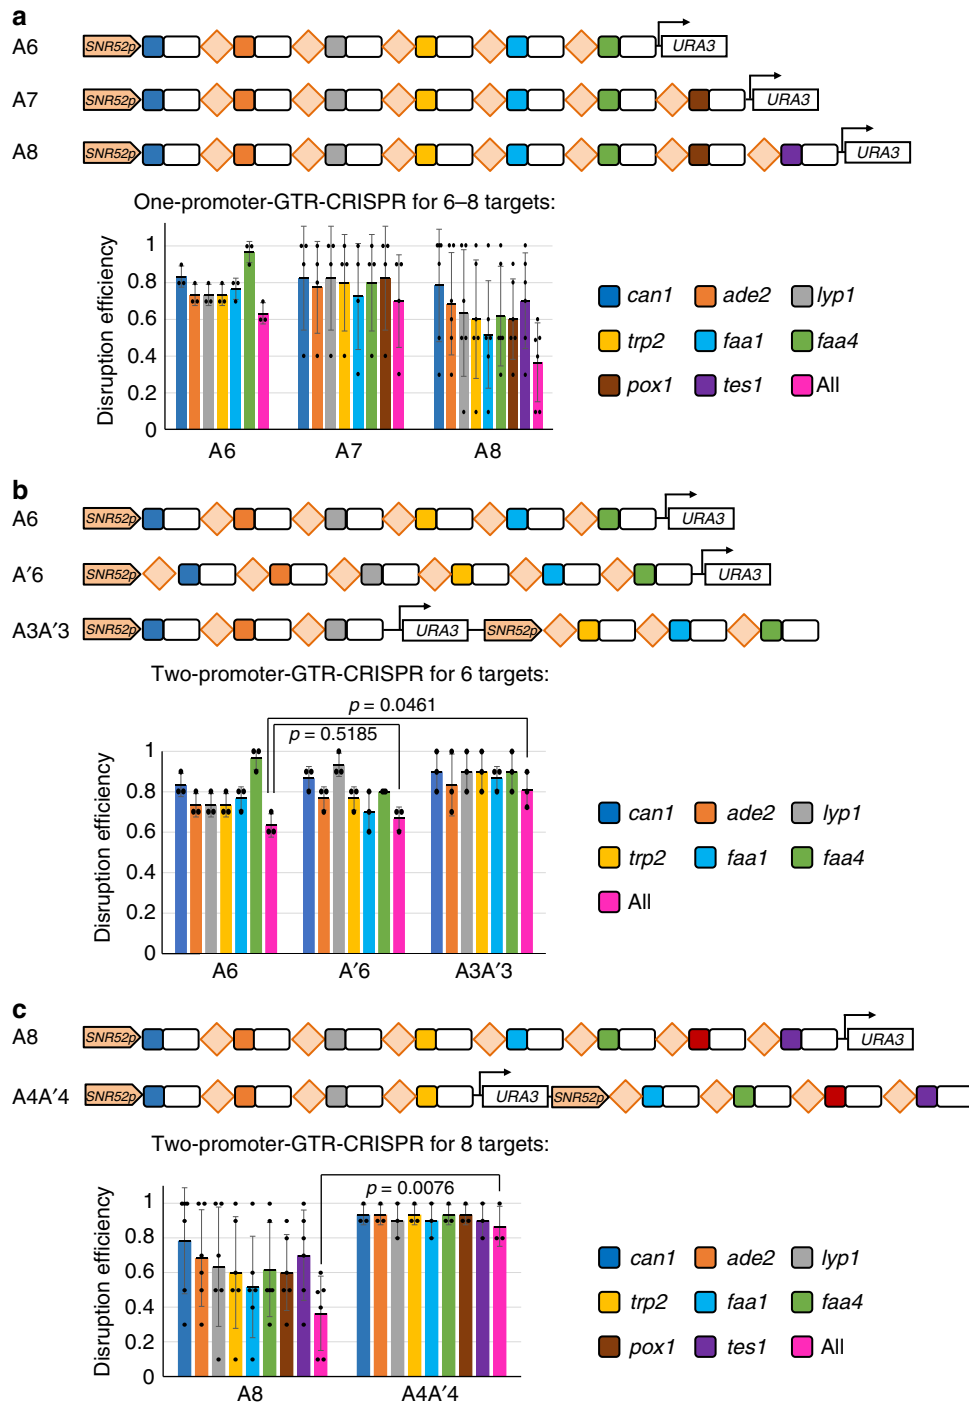 a
A6 SNR52p URA3
A7 SNR52p URA3
A8 SNR52p URA3
One-promoter-GTR-CRISPR for 6–8 targets:
Disruption efficiency
1
0.8
0.6
0.4
0.2
0
A6 A7 A8
can1 ade2 lyp1
trp2 faa1 faa4
pox1 tes1 All
b
A6 SNR52p URA3
A′6 SNR52p URA3
A3A′3 SNR52p URA3 SNR52p
Two-promoter-GTR-CRISPR for 6 targets:
p = 0.0461
p = 0.5185
Disruption efficiency
1
0.8
0.6
0.4
0.2
0
A6 A′6 A3A′3
can1 ade2 lyp1
trp2 faa1 faa4
All
c
A8 SNR52p URA3
A4A′4 SNR52p URA3 SNR52p
Two-promoter-GTR-CRISPR for 8 targets:
p = 0.0076
Disruption efficiency
1
0.8
0.6
0.4
0.2
0
A8 A4A′4
can1 ade2 lyp1
trp2 faa1 faa4
pox1 tes1 All